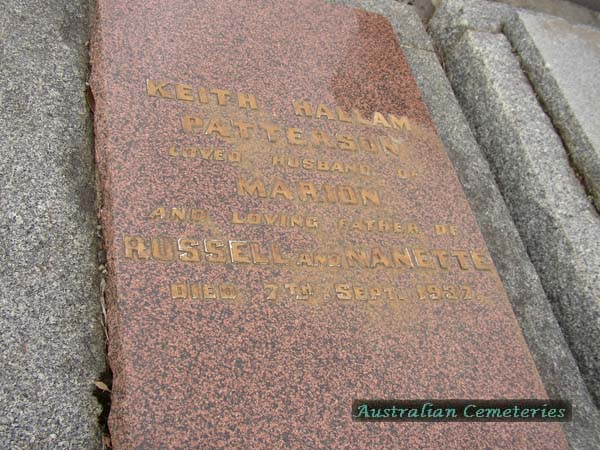 KEITH HALLAM
PATTERSON
LOVED HUSBAND OF
MARION
AND LOVING FATHER OF
RUSSELL AND NANETTE
DIED 7TH SEPT. 1937.
Australian Cemeteries